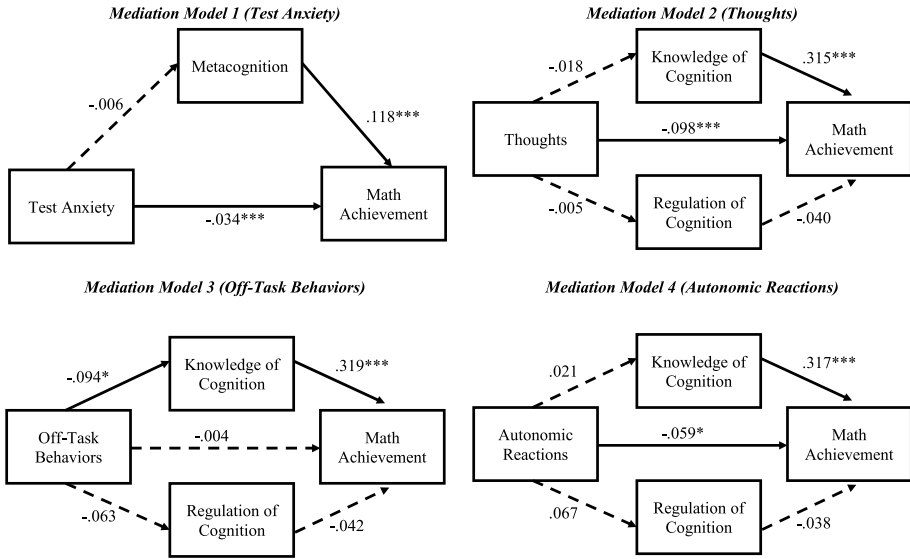 Mediation Model 1 (Test Anxiety)
Metacognition
-.006
.118***
Test Anxiety
-.034***
Math
Achievement
Mediation Model 2 (Thoughts)
-.018
Knowledge of
Cognition
.315***
Thoughts
-.098***
Math
Achievement
-.005
Regulation of
Cognition
-.040
Mediation Model 3 (Off-Task Behaviors)
-.094*
Knowledge of
Cognition
.319***
Off-Task
Behaviors
-.004
Math
Achievement
-.063
Regulation of
Cognition
-.042
Mediation Model 4 (Autonomic Reactions)
.021
Knowledge of
Cognition
.317***
Autonomic
Reactions
-.059*
Math
Achievement
.067
Regulation of
Cognition
-.038